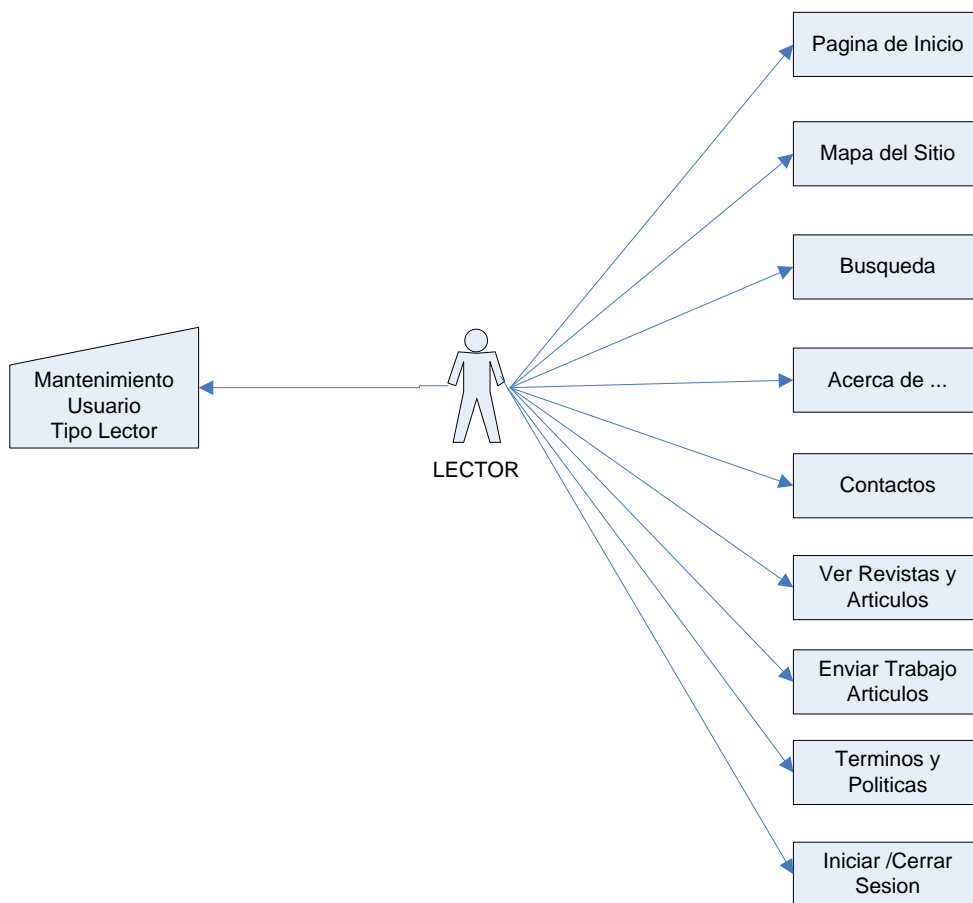 Pagina de Inicio
Mapa del Sitio
Busqueda
Mantenimiento
Usuario
Tipo Lector
LECTOR
Acerca de ...
Contactos
Ver Revistas y
Articulos
Enviar Trabajo
Articulos
Terminos y
Politicas
Iniciar /Cerrar
Sesion